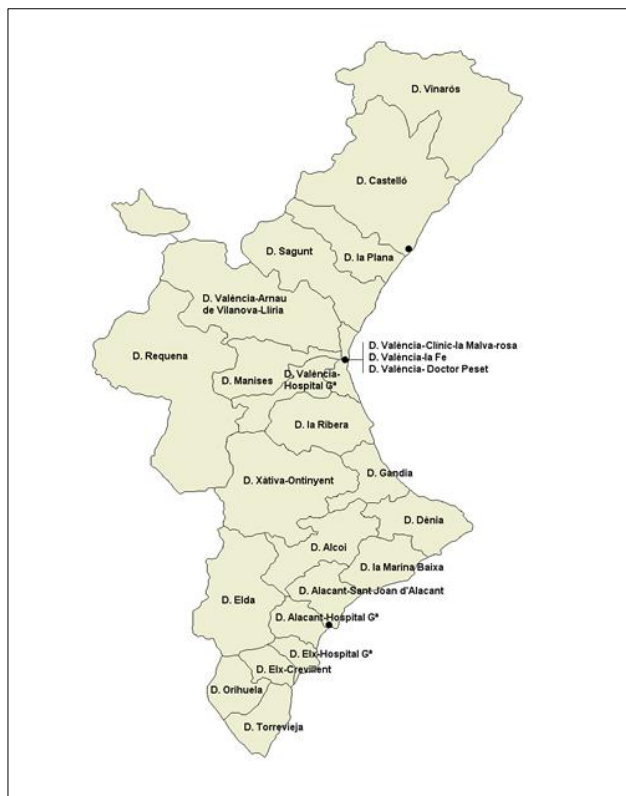 D. Vinaròs
D. Castelló
D. Sagunt
D. la Plana
D. València-Arnau
de Vilanova-Llíria
D. València-Clínic-la Malva-rosa
D. València-la Fe
D. València- Doctor Peset
D. Requena
D. Manises
D. València-
Hospital Gª
D. la Ribera
D. Gandia
D. Xàtiva-Ontinyent
D. Dénia
D. Alcoi
D. la Marina Baixa
D. Alacant-Sant Joan d'Alacant
D. Elda
D. Alacant-Hospital Gª
D. Elx-Hospital Gª
D. Elx-Crevillent
D. Orihuela
D. Torrevieja